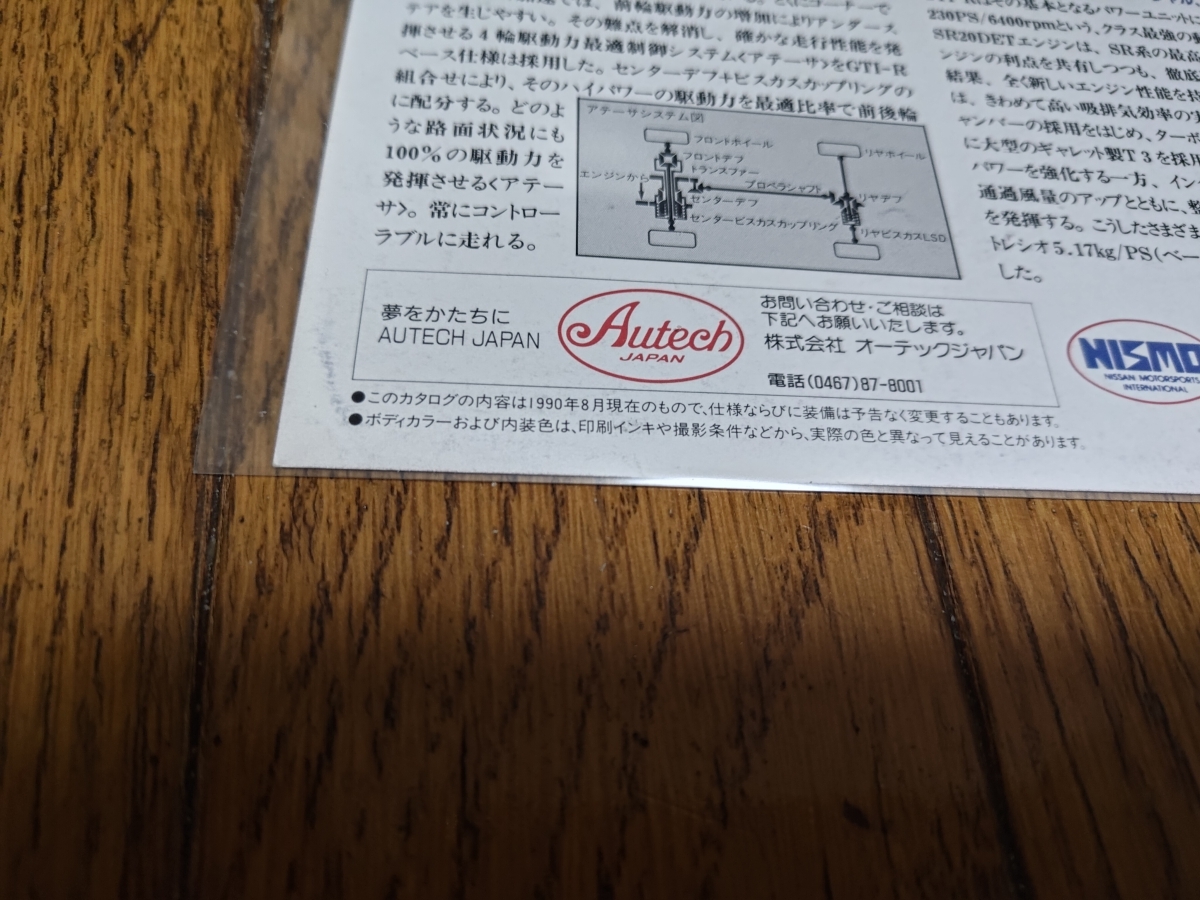 テアを生じやすい。その難点を解消し、確かな走行性能を発
揮させる4輪駆動力最適制御システム〈アテーサ〉をGTI-R
ベース仕様は採用した。センターデフ+ビスカスカップリングの
組合せにより、そのハイパワーの駆動力を最適比率で前後輪
に配分する。どのよ
うな路面状況にも
100%の駆動力を
発揮させる〈アテー
サ〉。常にコントロー
ラブルに走れる。
アテーサシステム図
フロントホイール
フロントデフ
トランスファー
エンジンから
プロペラシャフト
センターデフ
センタービスカスカップリング
リヤホイール
リヤデフ
リヤビスカスLSD
230PS/6400rpmという、クラス最強の
SR20DETエンジンは、SR系の最高
ンジンの利点を共有しつつも、徹底
結果、全く新しいエンジン性能を
は、きわめて高い吸排気効率の
ャンバーの採用をはじめ、ターボ
に大型のギャレット製T3を採用
パワーを強化する一方、イン
通過風量のアップとともに、
を発揮する。こうしたさまざま
トレシオ5.17kg/PS(ベー
した。
夢をかたちに
AUTECH JAPAN
Autech
JAPAN
お問い合わせ・ご相談は
下記へお願いいたします。
株式会社 オーテックジャパン
電話(0467)87-8001
NISMO
NISSAN MOTORSPORTS
INTERNATIONAL
●このカタログの内容は1990年8月現在のもので、仕様ならびに装備は予告なく変更することもあります。
●ボディカラーおよび内装色は、印刷インキや撮影条件などから、実際の色と異なって見えることがあります。